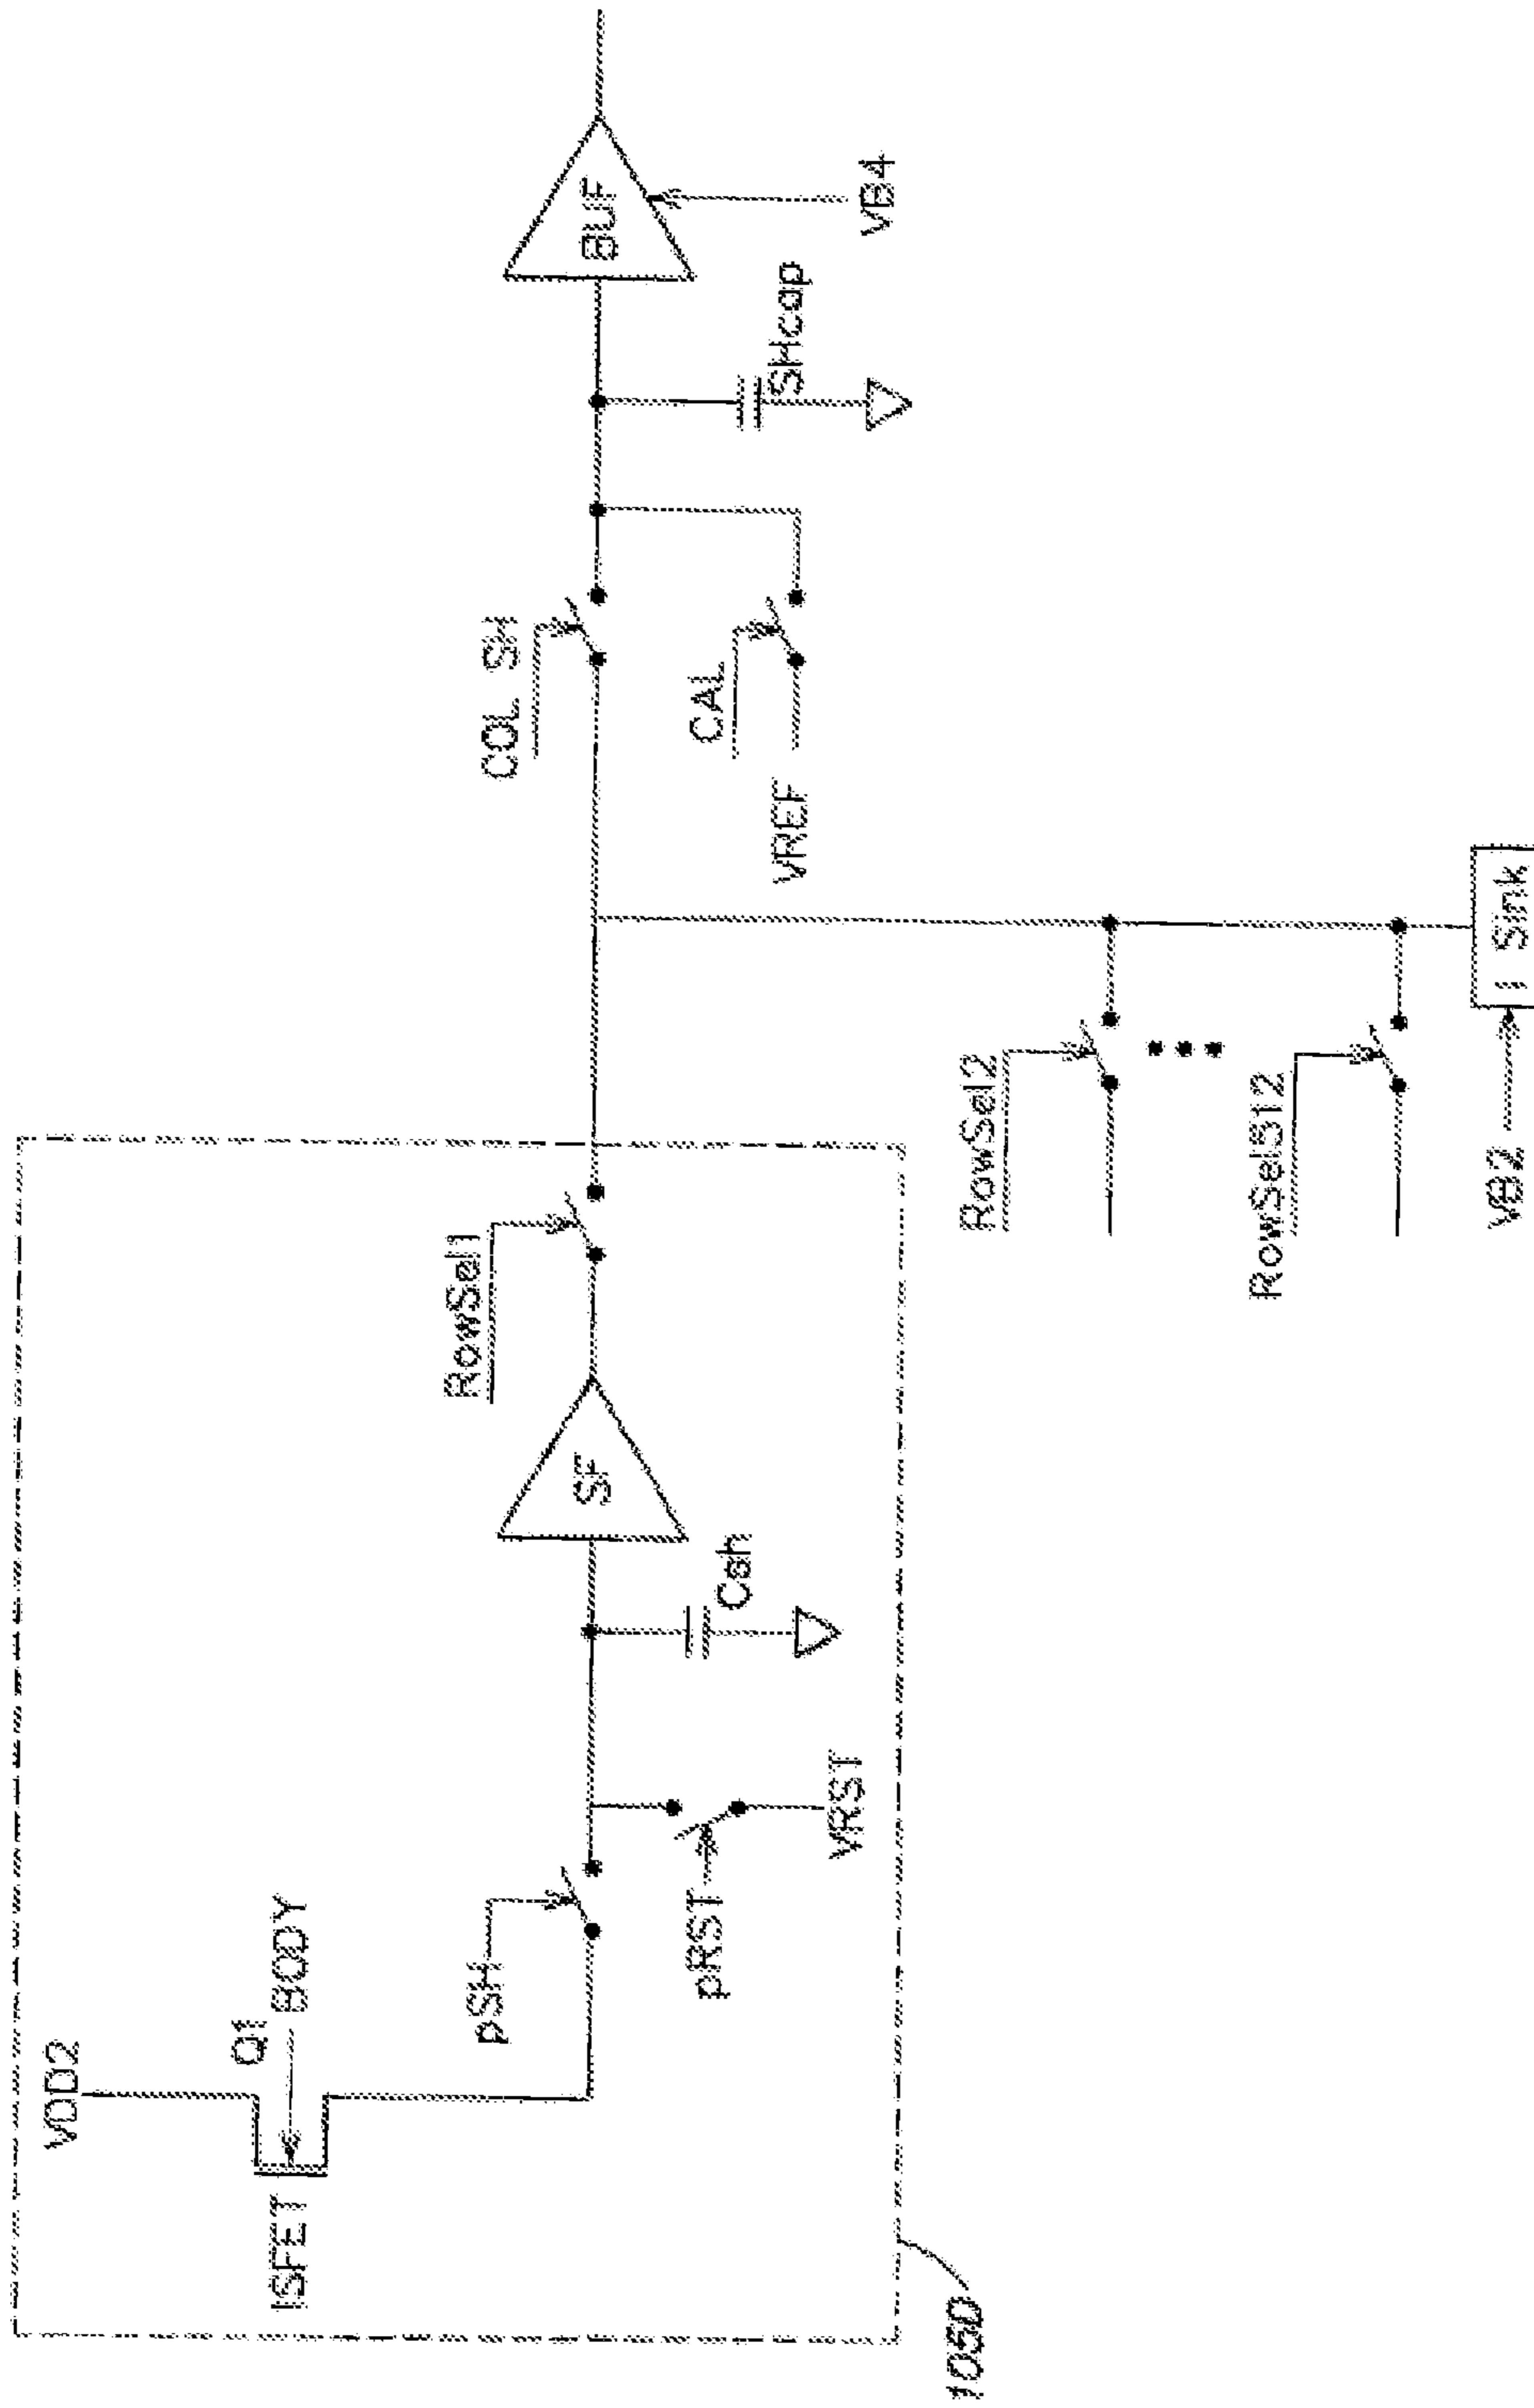 VDD2
Q1
ISFET
BODY
pSH
pRST
VRST
Csh
SF
RowSel1
RowSel2
RowSel512
VB2
I Sink
COL SH
CAL
VREF
SHcap
BUF
VB4
105D